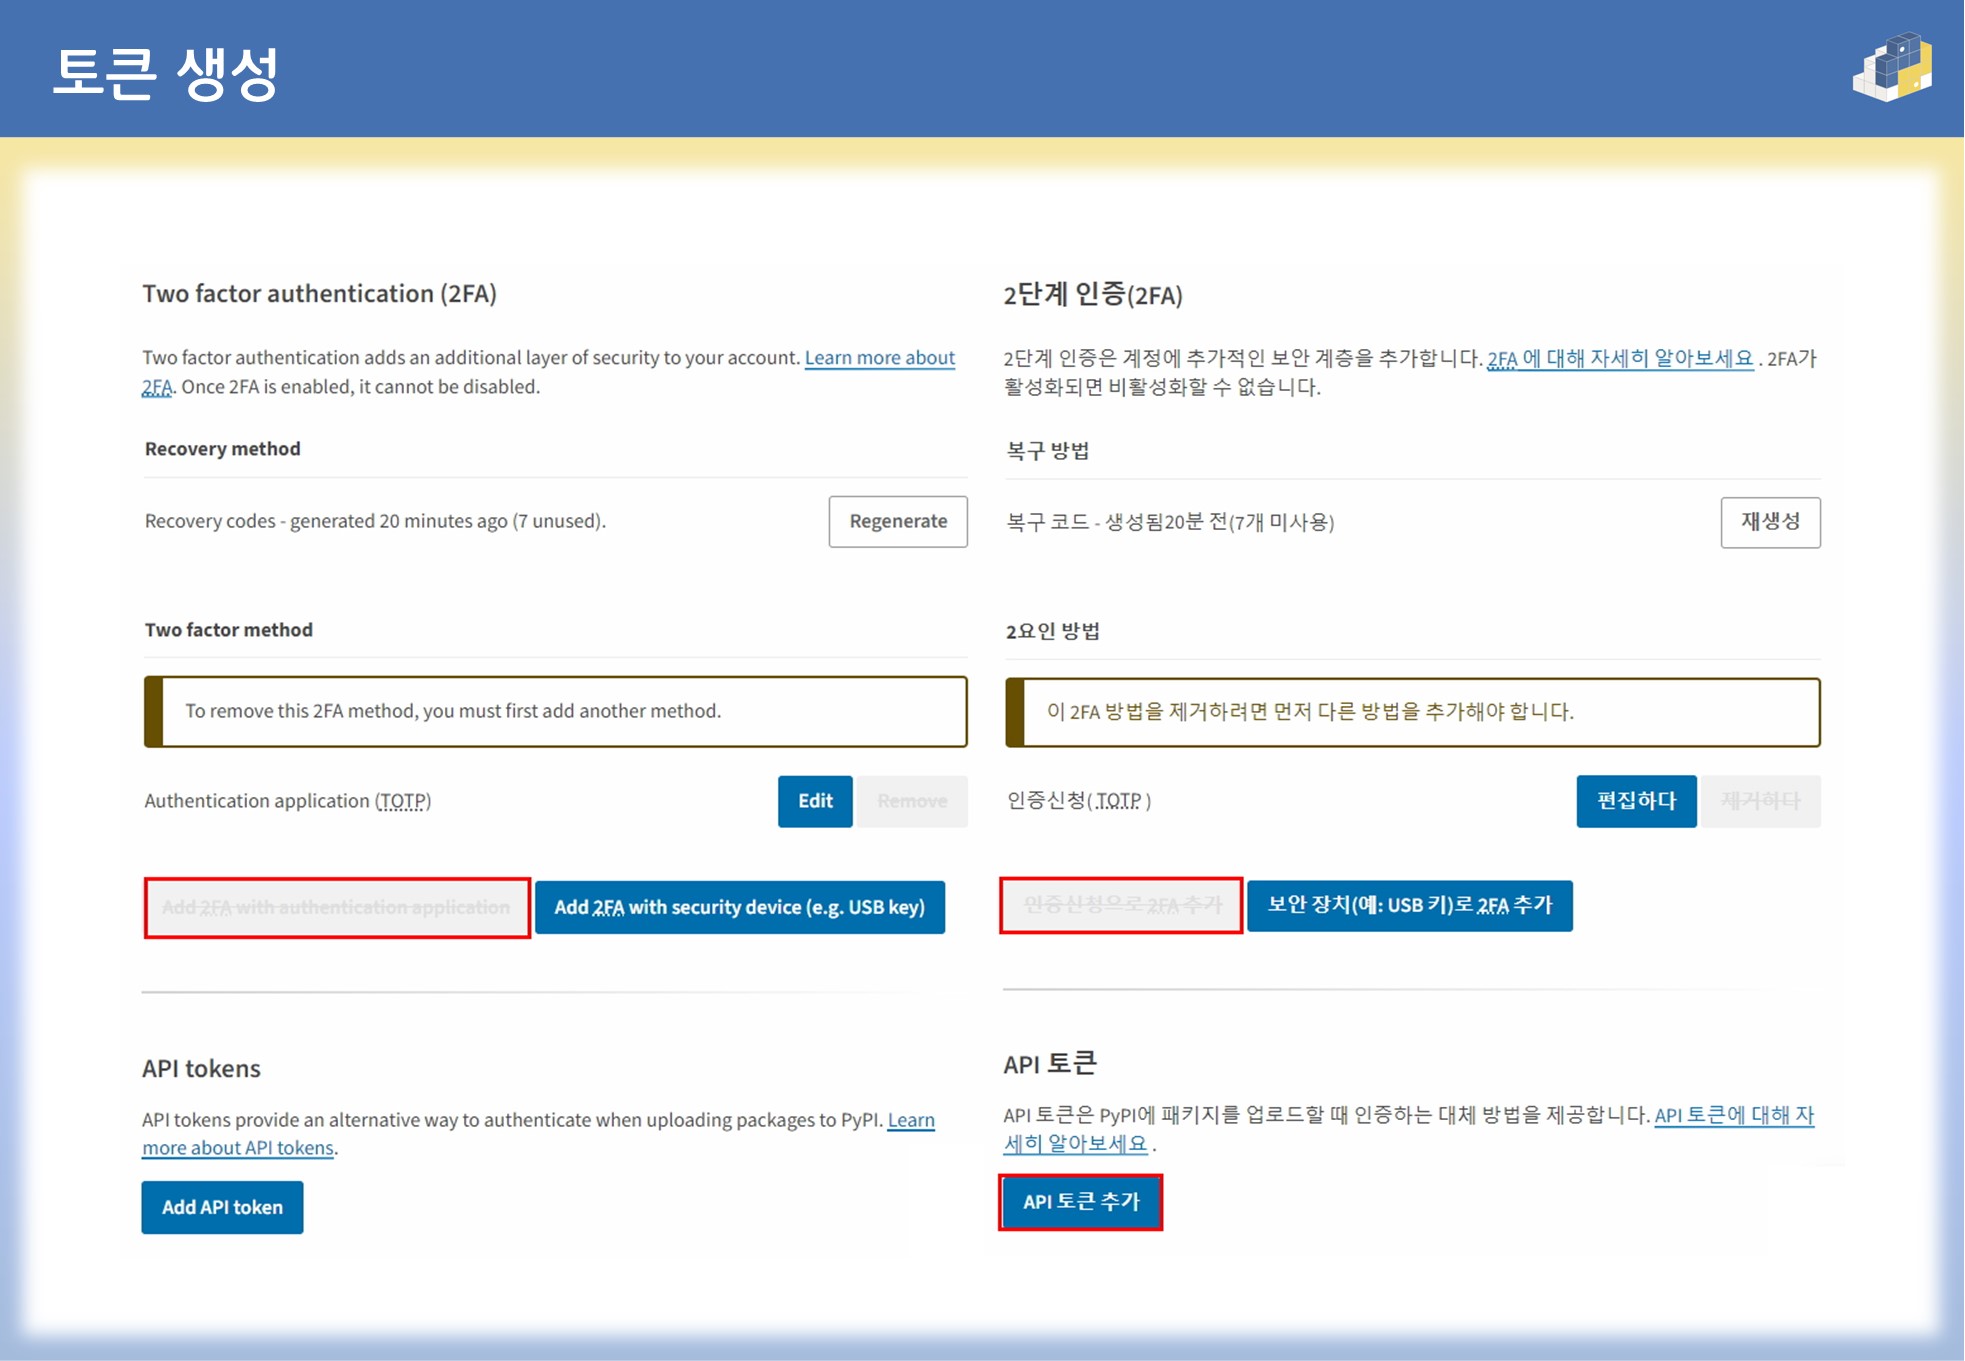 토큰 생성
Two factor authentication (2FA)
Two factor authentication adds an additional layer of security to your account. Learn more about
2FA. Once 2FA is enabled, it cannot be disabled.
Recovery method
Recovery codes - generated 20 minutes ago (7 unused).
Regenerate
Two factor method
To remove this 2FA method, you must first add another method.
Authentication application (TOTP)
Edit
Remove
Add 2FA with authentication application
Add 2FA with security device (e.g. USB key)
API tokens
API tokens provide an alternative way to authenticate when uploading packages to PyPI. Learn
more about API tokens.
Add API token
2단계 인증(2FA)
2단계 인증은 계정에 추가적인 보안 계층을 추가합니다. 2FA 에 대해 자세히 알아보세요 . 2FA가
활성화되면 비활성화할 수 없습니다.
복구 방법
복구 코드 - 생성됨20분 전(7개 미사용)
재생성
2요인 방법
이 2FA 방법을 제거하려면 먼저 다른 방법을 추가해야 합니다.
인증신청( TOTP )
편집하다
제거하다
인증신청으로 2FA 추가
보안 장치(예: USB 키)로 2FA 추가
API 토큰
API 토큰은 PyPI에 패키지를 업로드할 때 인증하는 대체 방법을 제공합니다. API 토큰에 대해 자
세히 알아보세요 .
API 토큰 추가